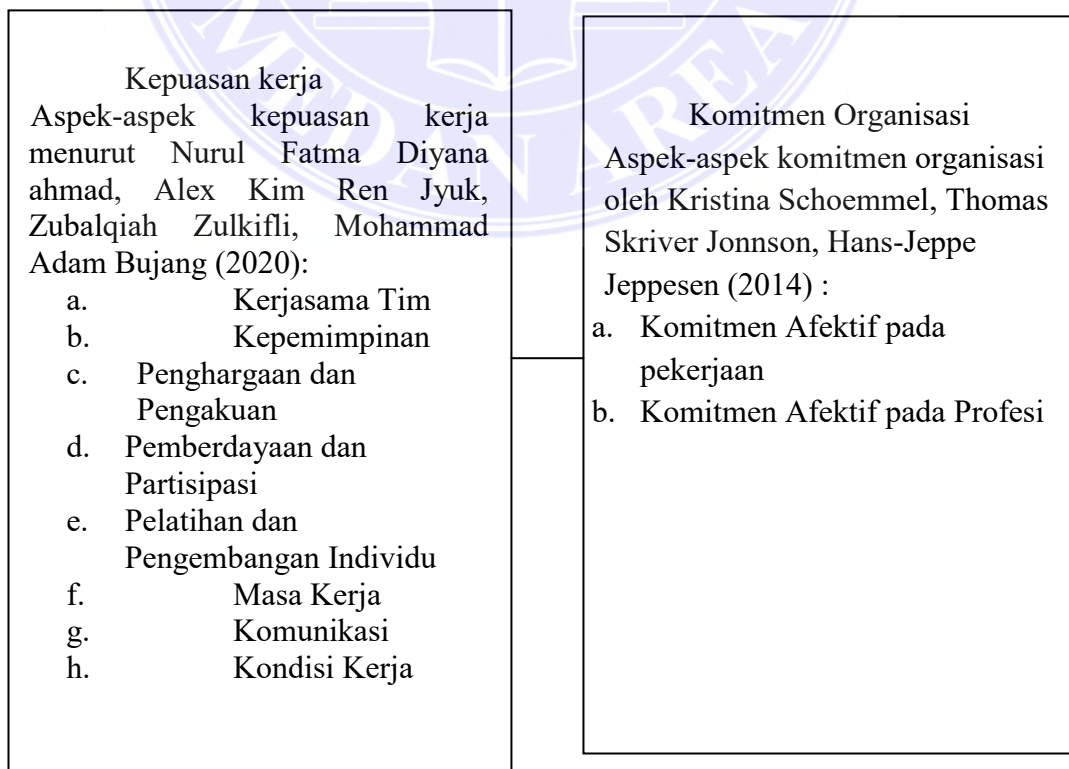 MEDAN AREA
Kepuasan kerja
Aspek-aspek kepuasan kerja
menurut Nurul Fatma Diyana
ahmad, Alex Kim Ren Jyuk,
Zubalqiah Zulkifli, Mohammad
Adam Bujang (2020):
a. Kerjasama Tim
b. Kepemimpinan
c. Penghargaan dan
Pengakuan
d. Pemberdayaan dan
Partisipasi
e. Pelatihan dan
Pengembangan Individu
f. Masa Kerja
g. Komunikasi
h. Kondisi Kerja
Komitmen Organisasi
Aspek-aspek komitmen organisasi
oleh Kristina Schoemmel, Thomas
Skriver Jonnson, Hans-Jeppe
Jeppesen (2014) :
a. Komitmen Afektif pada
pekerjaan
b. Komitmen Afektif pada Profesi